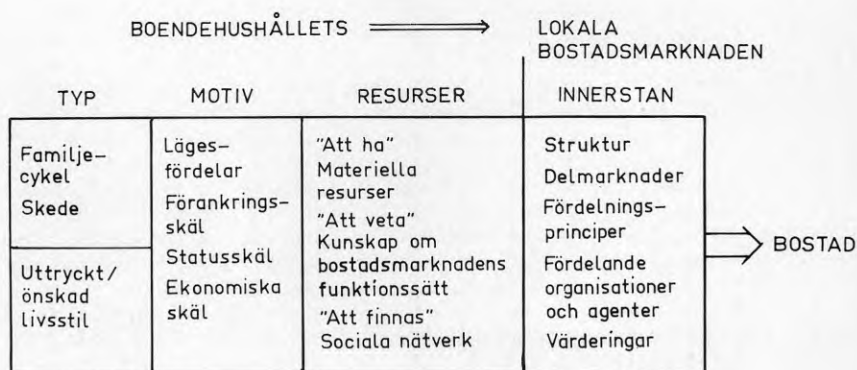 BOENDEHUSHÅLLETS
LOKALA
BOSTADSMARKNADEN
TYP
MOTIV
RESURSER
INNERSTAN
Familje-
cykel
Skede
Uttryckt/
önskad
livsstil
Läges-
fördelar
Förankrings-
skäl
Statusskäl
Ekonomiska
skäl
"Att ha"
Materiella
resurser
"Att veta"
Kunskap om
bostadsmarknadens
funktionssätt
"Att finnas"
Sociala nätverk
Struktur
Delmarknader
Fördelnings-
principer
Fördelande
organisationer
och agenter
Värderingar
BOSTAD